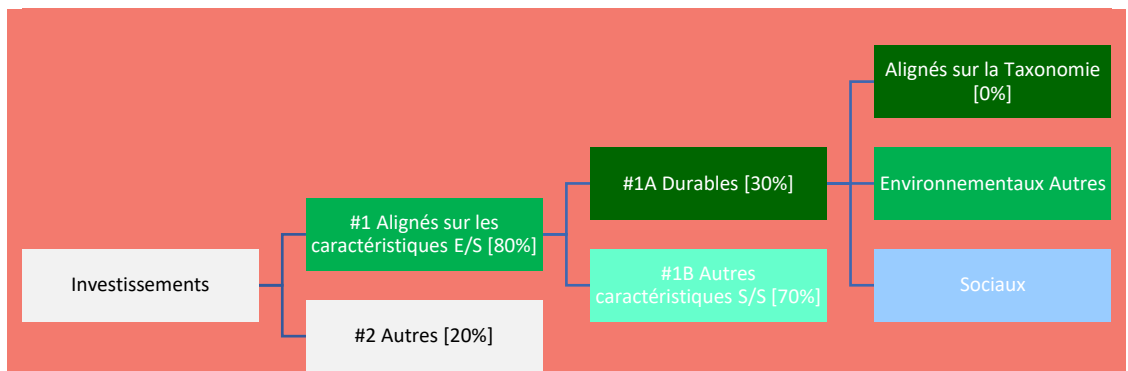 Investissements
#1 Alignés sur les
caractéristiques E/S [80%]
#2 Autres [20%]
#1A Durables [30%]
#1B Autres
caractéristiques S/S [70%]
Alignés sur la Taxonomie
[0%]
Environnementaux Autres
Sociaux